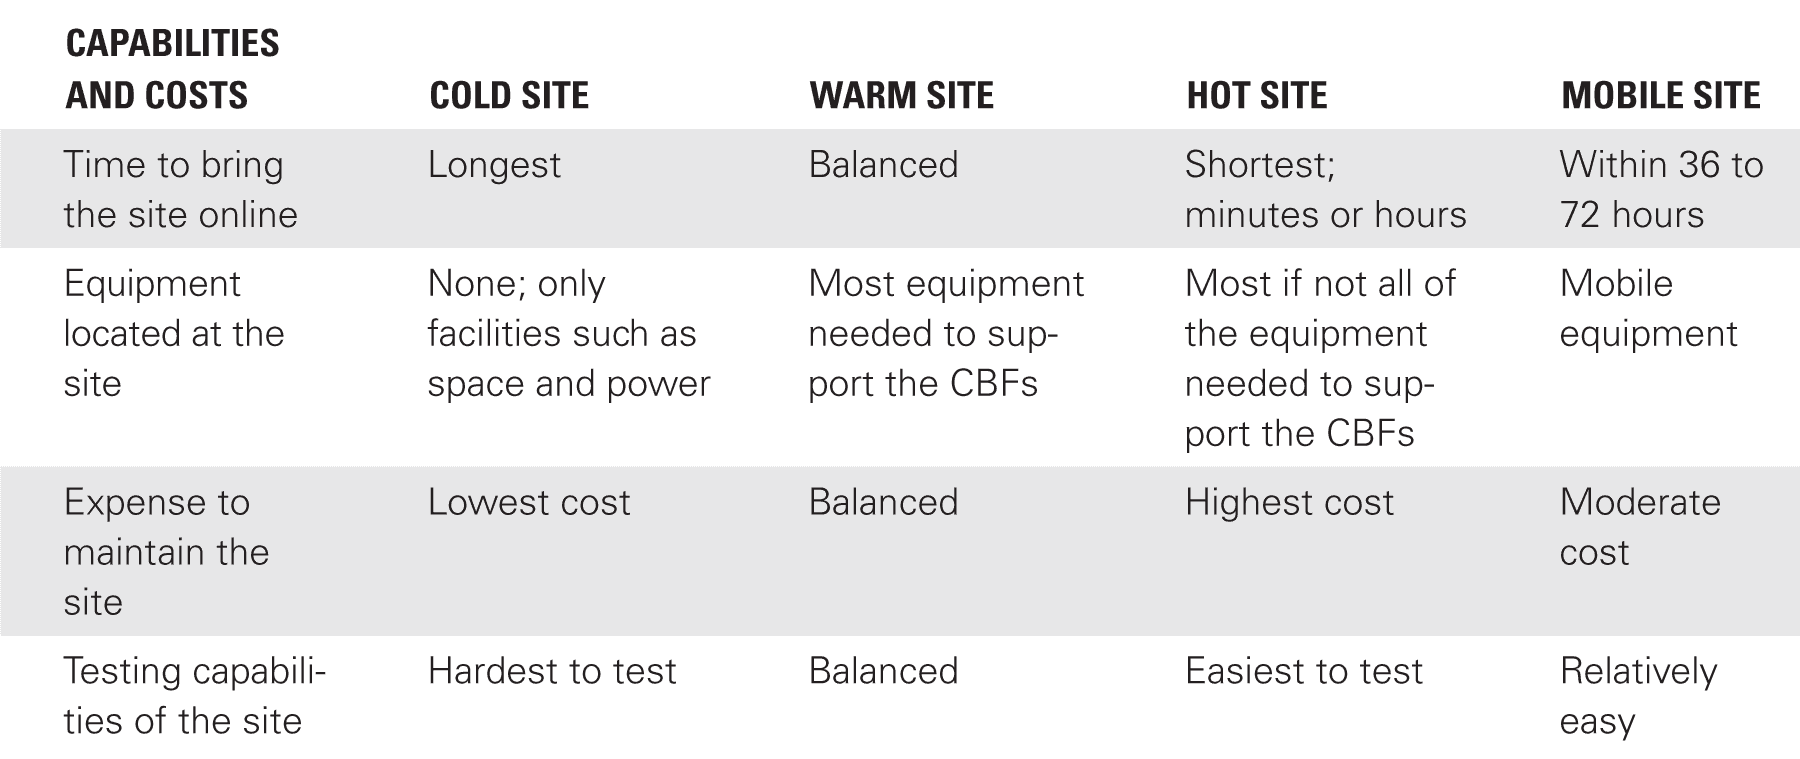 CAPABILITIES
AND COSTS COLD SITE WARM SITE HOT SITE MOBILE SITE
Time to bring Longest Balanced Shortest; Within 36 to
the site online minutes or hours 72 hours
Equipment None; only Most equipment Most if not all of Mobile
located at the facilities such as needed to sup- the equipment equipment
site space and power port the CBFs needed to sup-
port the CBFs
Expense to Lowest cost Balanced Highest cost Moderate
maintain the cost
site
Testing capabili- Hardest to test Balanced Easiest to test Relatively
ties of the site easy